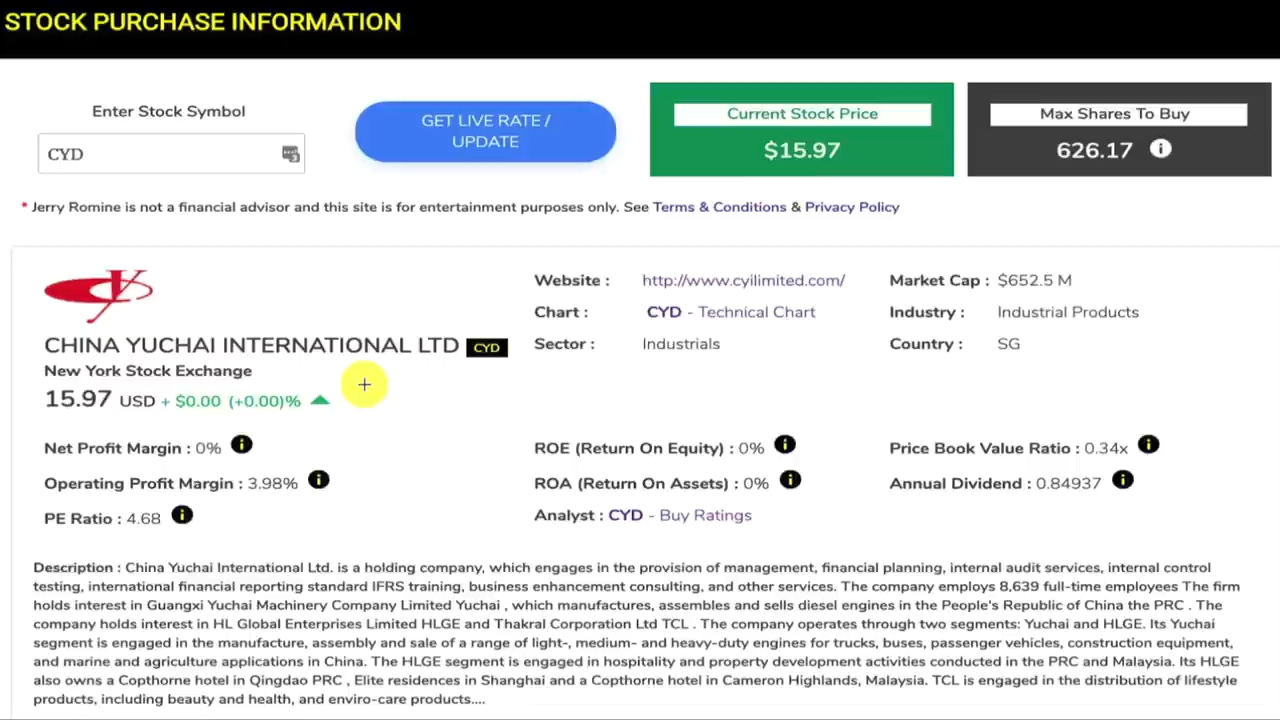 STOCK PURCHASE INFORMATION
Enter Stock Symbol
CYD
GET LIVE RATE /
UPDATE
Current Stock Price
$15.97
Max Shares To Buy
626.17
* Jerry Romine is not a financial advisor and this site is for entertainment purposes only. See Terms & Conditions & Privacy Policy
CHINA YUCHAI INTERNATIONAL LTD CYD
New York Stock Exchange
15.97 USD + $0.00 (+0.00)%
Website : http://www.cyilimited.com/
Chart : CYD - Technical Chart
Sector : Industrials
Market Cap : $652.5 M
Industry : Industrial Products
Country : SG
Net Profit Margin : 0%
Operating Profit Margin : 3.98%
PE Ratio : 4.68
ROE (Return On Equity) : 0%
ROA (Return On Assets) : 0%
Analyst : CYD - Buy Ratings
Price Book Value Ratio : 0.34x
Annual Dividend : 0.84937
Description : China Yuchai International Ltd. is a holding company, which engages in the provision of management, financial planning, internal audit services, internal control
testing, international financial reporting standard IFRS training, business enhancement consulting, and other services. The company employs 8,639 full-time employees The firm
holds interest in Guangxi Yuchai Machinery Company Limited Yuchai , which manufactures, assembles and sells diesel engines in the People's Republic of China the PRC . The
company holds interest in HL Global Enterprises Limited HLGE and Thakral Corporation Ltd TCL . The company operates through two segments: Yuchai and HLGE. Its Yuchai
segment is engaged in the manufacture, assembly and sale of a range of light-, medium- and heavy-duty engines for trucks, buses, passenger vehicles, construction equipment,
and marine and agriculture applications in China. The HLGE segment is engaged in hospitality and property development activities conducted in the PRC and Malaysia. Its HLGE
also owns a Copthorne hotel in Qingdao PRC , Elite residences in Shanghai and a Copthorne hotel in Cameron Highlands, Malaysia. TCL is engaged in the distribution of lifestyle
products, including beauty and health, and enviro-care products....